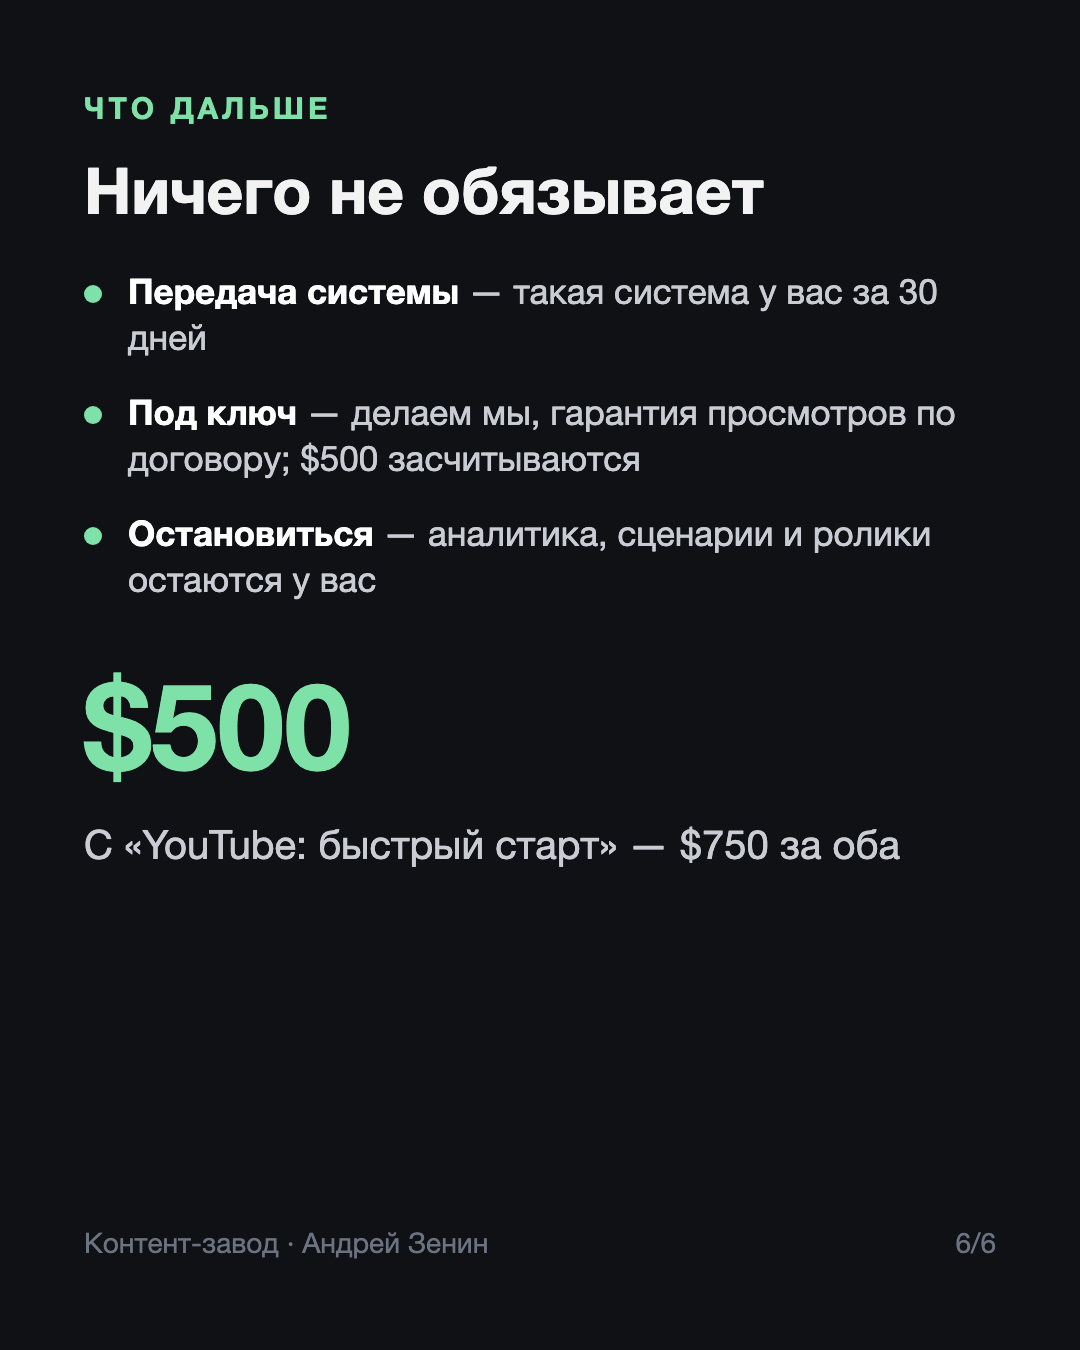 ЧТО ДАЛЬШЕ
Ничего не обязывает
Передача системы — такая система у вас за 30
дней
Под ключ — делаем мы, гарантия просмотров по
договору; $500 засчитываются
Остановиться — аналитика, сценарии и ролики
остаются у вас
$500
С «YouTube: быстрый старт» — $750 за оба
Контент-завод · Андрей Зенин
6/6